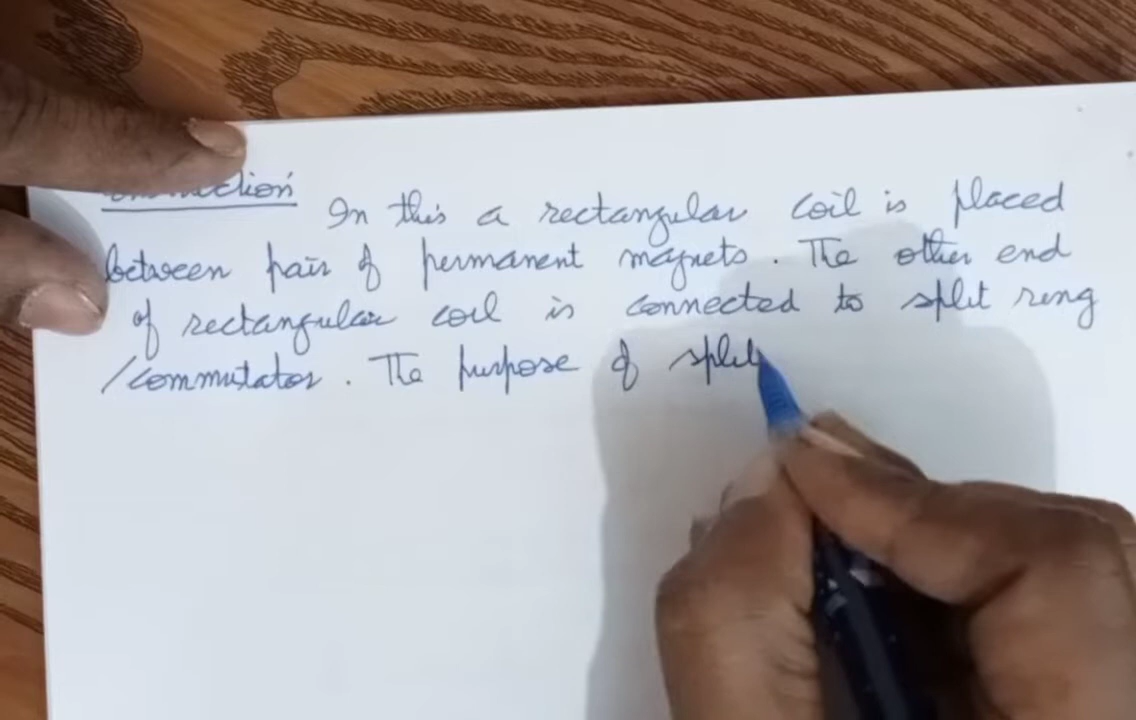 In this a rectangular coil is placed
between pair of permanent magnets. The other end
of rectangular coil is connected to split ring
/commutator. The purpose of split